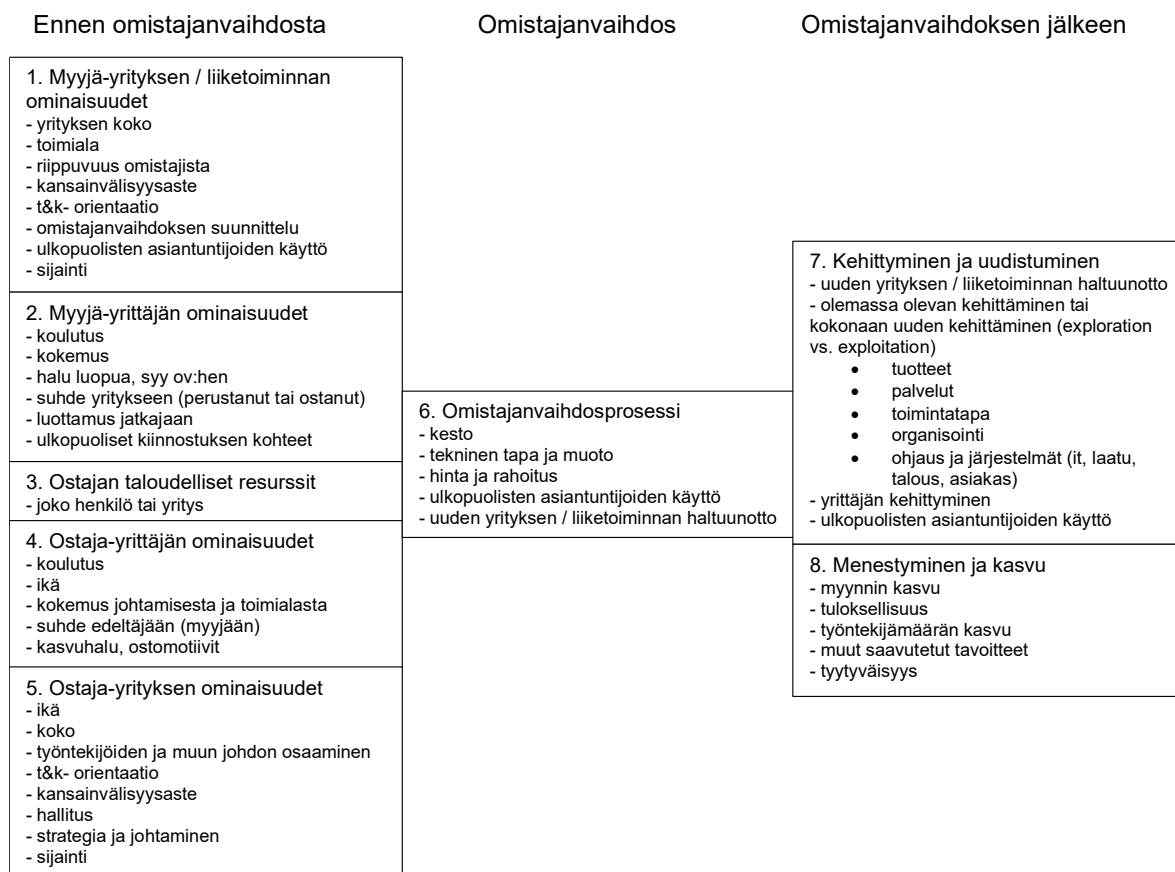 Ennen omistajanvaihdosta
Omistajanvaihdos
Omistajanvaihdoksen jälkeen
1. Myyjä-yrityksen / liiketoiminnan
ominaisuudet
- yrityksen koko
- toimiala
- riippuvuus omistajista
- kansainvälisyysaste
- t&k- orientaatio
- omistajanvaihdoksen suunnittelu
- ulkopuolisten asiantuntijoiden käyttö
- sijainti
2. Myyjä-yrittäjän ominaisuudet
- koulutus
- kokemus
- halu luopua, syy ov:hen
- suhde yritykseen (perustanut tai ostanut)
- luottamus jatkajaan
- ulkopuoliset kiinnostuksen kohteet
3. Ostajan taloudelliset resurssit
- joko henkilö tai yritys
4. Ostaja-yrittäjän ominaisuudet
- koulutus
- ikä
- kokemus johtamisesta ja toimialasta
- suhde edeltäjään (myyjään)
- kasvuhalu, ostomotiivit
5. Ostaja-yrityksen ominaisuudet
- ikä
- koko
- työntekijöiden ja muun johdon osaaminen
- t&k- orientaatio
- kansainvälisyysaste
- hallitus
- strategia ja johtaminen
- sijainti
6. Omistajanvaihdosprosessi
- kesto
- tekninen tapa ja muoto
- hinta ja rahoitus
- ulkopuolisten asiantuntijoiden käyttö
- uuden yrityksen / liiketoiminnan haltuunotto
7. Kehittyminen ja uudistuminen
- uuden yrityksen / liiketoiminnan haltuunotto
- olemassa olevan kehittäminen tai
kokonaan uuden kehittäminen (exploration
vs. exploitation)
• tuotteet
• palvelut
• toimintatapa
• organisointi
• ohjaus ja järjestelmät (it, laatu,
talous, asiakas)
- yrittäjän kehittyminen
- ulkopuolisten asiantuntijoiden käyttö
8. Menestyminen ja kasvu
- myynnin kasvu
- tuloksellisuus
- työntekijämäärän kasvu
- muut saavutetut tavoitteet
- tyytyväisyys